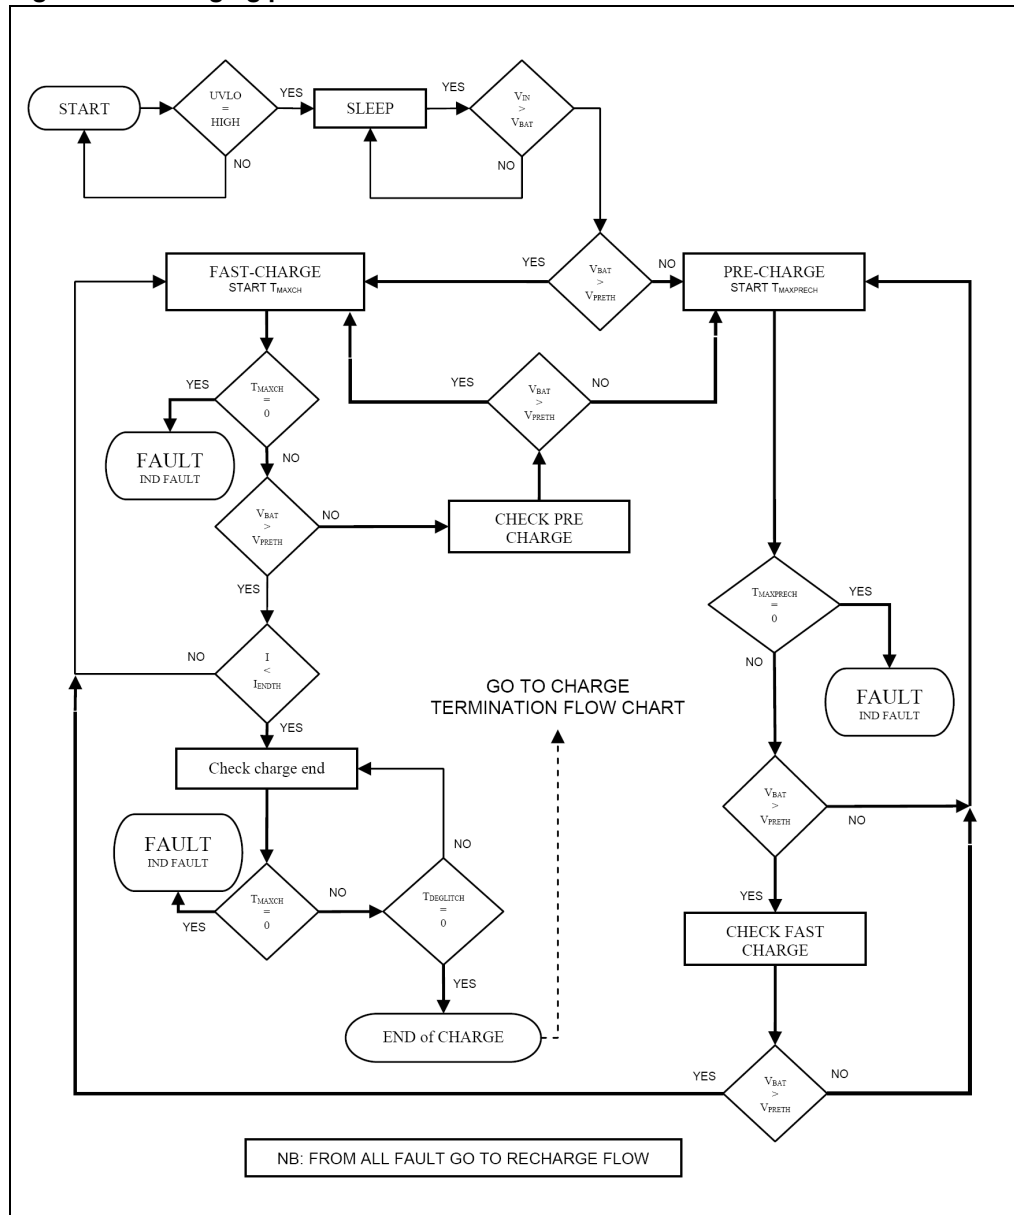 START
UVLO
=
HIGH
YES
NO
SLEEP
YES
VIN
>
VBAT
NO
FAST-CHARGE
START TMAXCH
YES
VBAT
>
VPRETH
NO
PRE-CHARGE
START TMAXPRECH
YES
TMAXCH
=
0
NO
FAULT
IND FAULT
YES
VBAT
>
VPRETH
NO
VBAT
>
VPRETH
NO
YES
CHECK PRE
CHARGE
TMAXPRECH
=
0
YES
NO
FAULT
IND FAULT
NO
I
<
IENDTH
YES
GO TO CHARGE
TERMINATION FLOW CHART
Check charge end
VBAT
>
VPRETH
NO
YES
FAULT
IND FAULT
YES
TMAXCH
=
0
NO
NO
TDEGLITCH
=
0
YES
CHECK FAST
CHARGE
END of CHARGE
YES
VBAT
>
VPRETH
NO
NB: FROM ALL FAULT GO TO RECHARGE FLOW